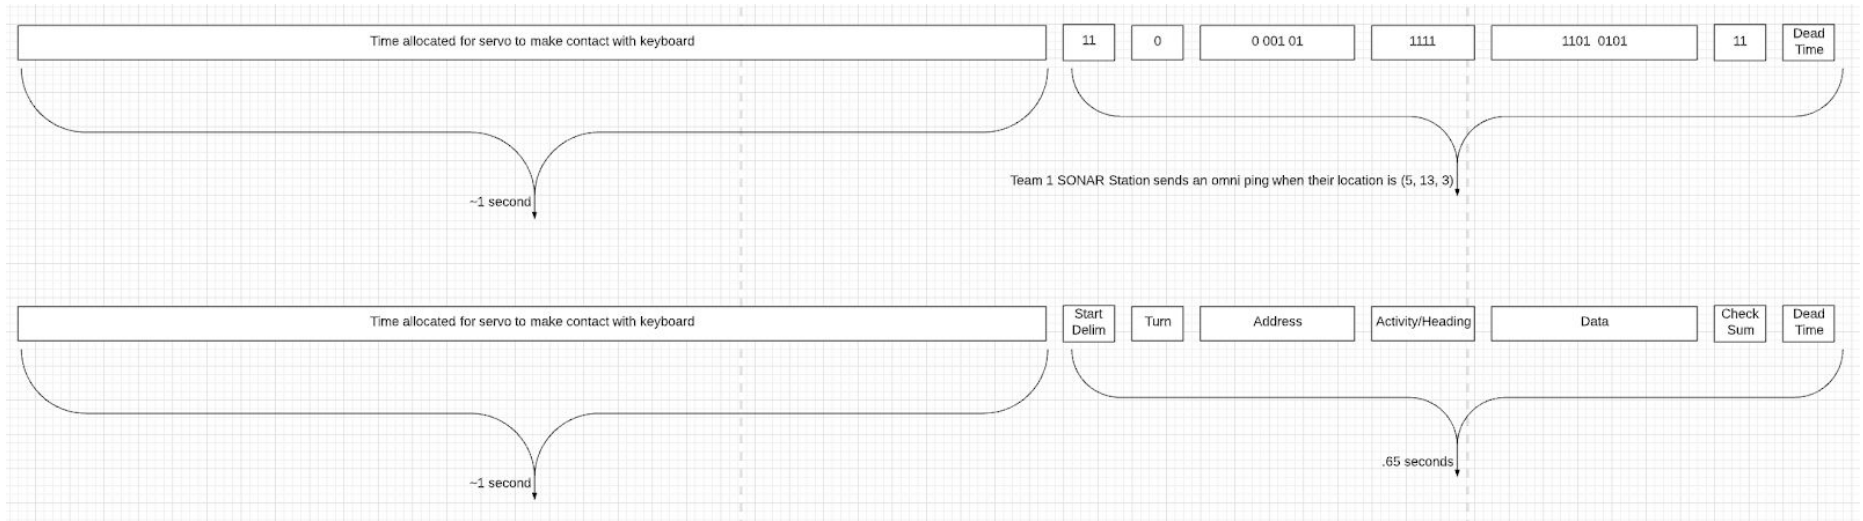 Time allocated for servo to make contact with keyboard
11
0
0 001 01
1111
1101 0101
11
Dead
Time
~1 second
Team 1 SONAR Station sends an omni ping when their location is (5, 13, 3)
Time allocated for servo to make contact with keyboard
Start
Delim
Turn
Address
Activity/Heading
Data
Check
Sum
Dead
Time
~1 second
.65 seconds